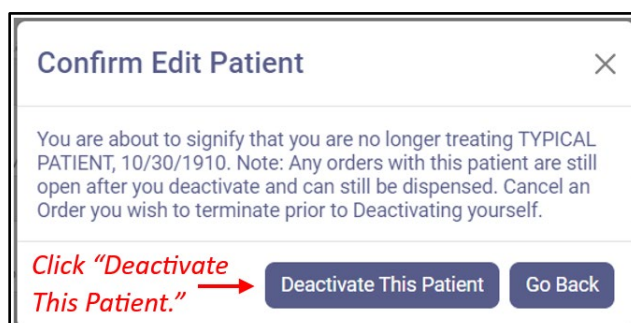 Confirm Edit Patient
You are about to signify that you are no longer treating TYPICAL
PATIENT, 10/30/1910. Note: Any orders with this patient are still
open after you deactivate and can still be dispensed. Cancel an
Order you wish to terminate prior to Deactivating yourself.
Click “Deactivate
This Patient.”
Deactivate This Patient
Go Back